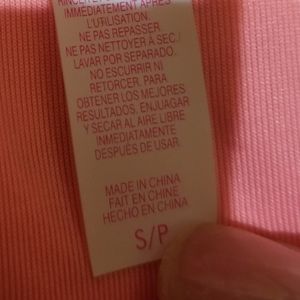 IMMÉDIATEMENT APRÈS
L'UTILISATION.
NE PAS REPASSER.
NE PAS NETTOYER À SEC./
LAVAR POR SEPARADO.
NO ESCURRIR NI
RETORCER. PARA
OBTENER LOS MEJORES
RESULTADOS, ENJUAGAR
Y SECAR AL AIRE LIBRE
INMEDIATAMENTE
DESPUÉS DE USAR.
MADE IN CHINA
FAIT EN CHINE
HECHO EN CHINA
S/P